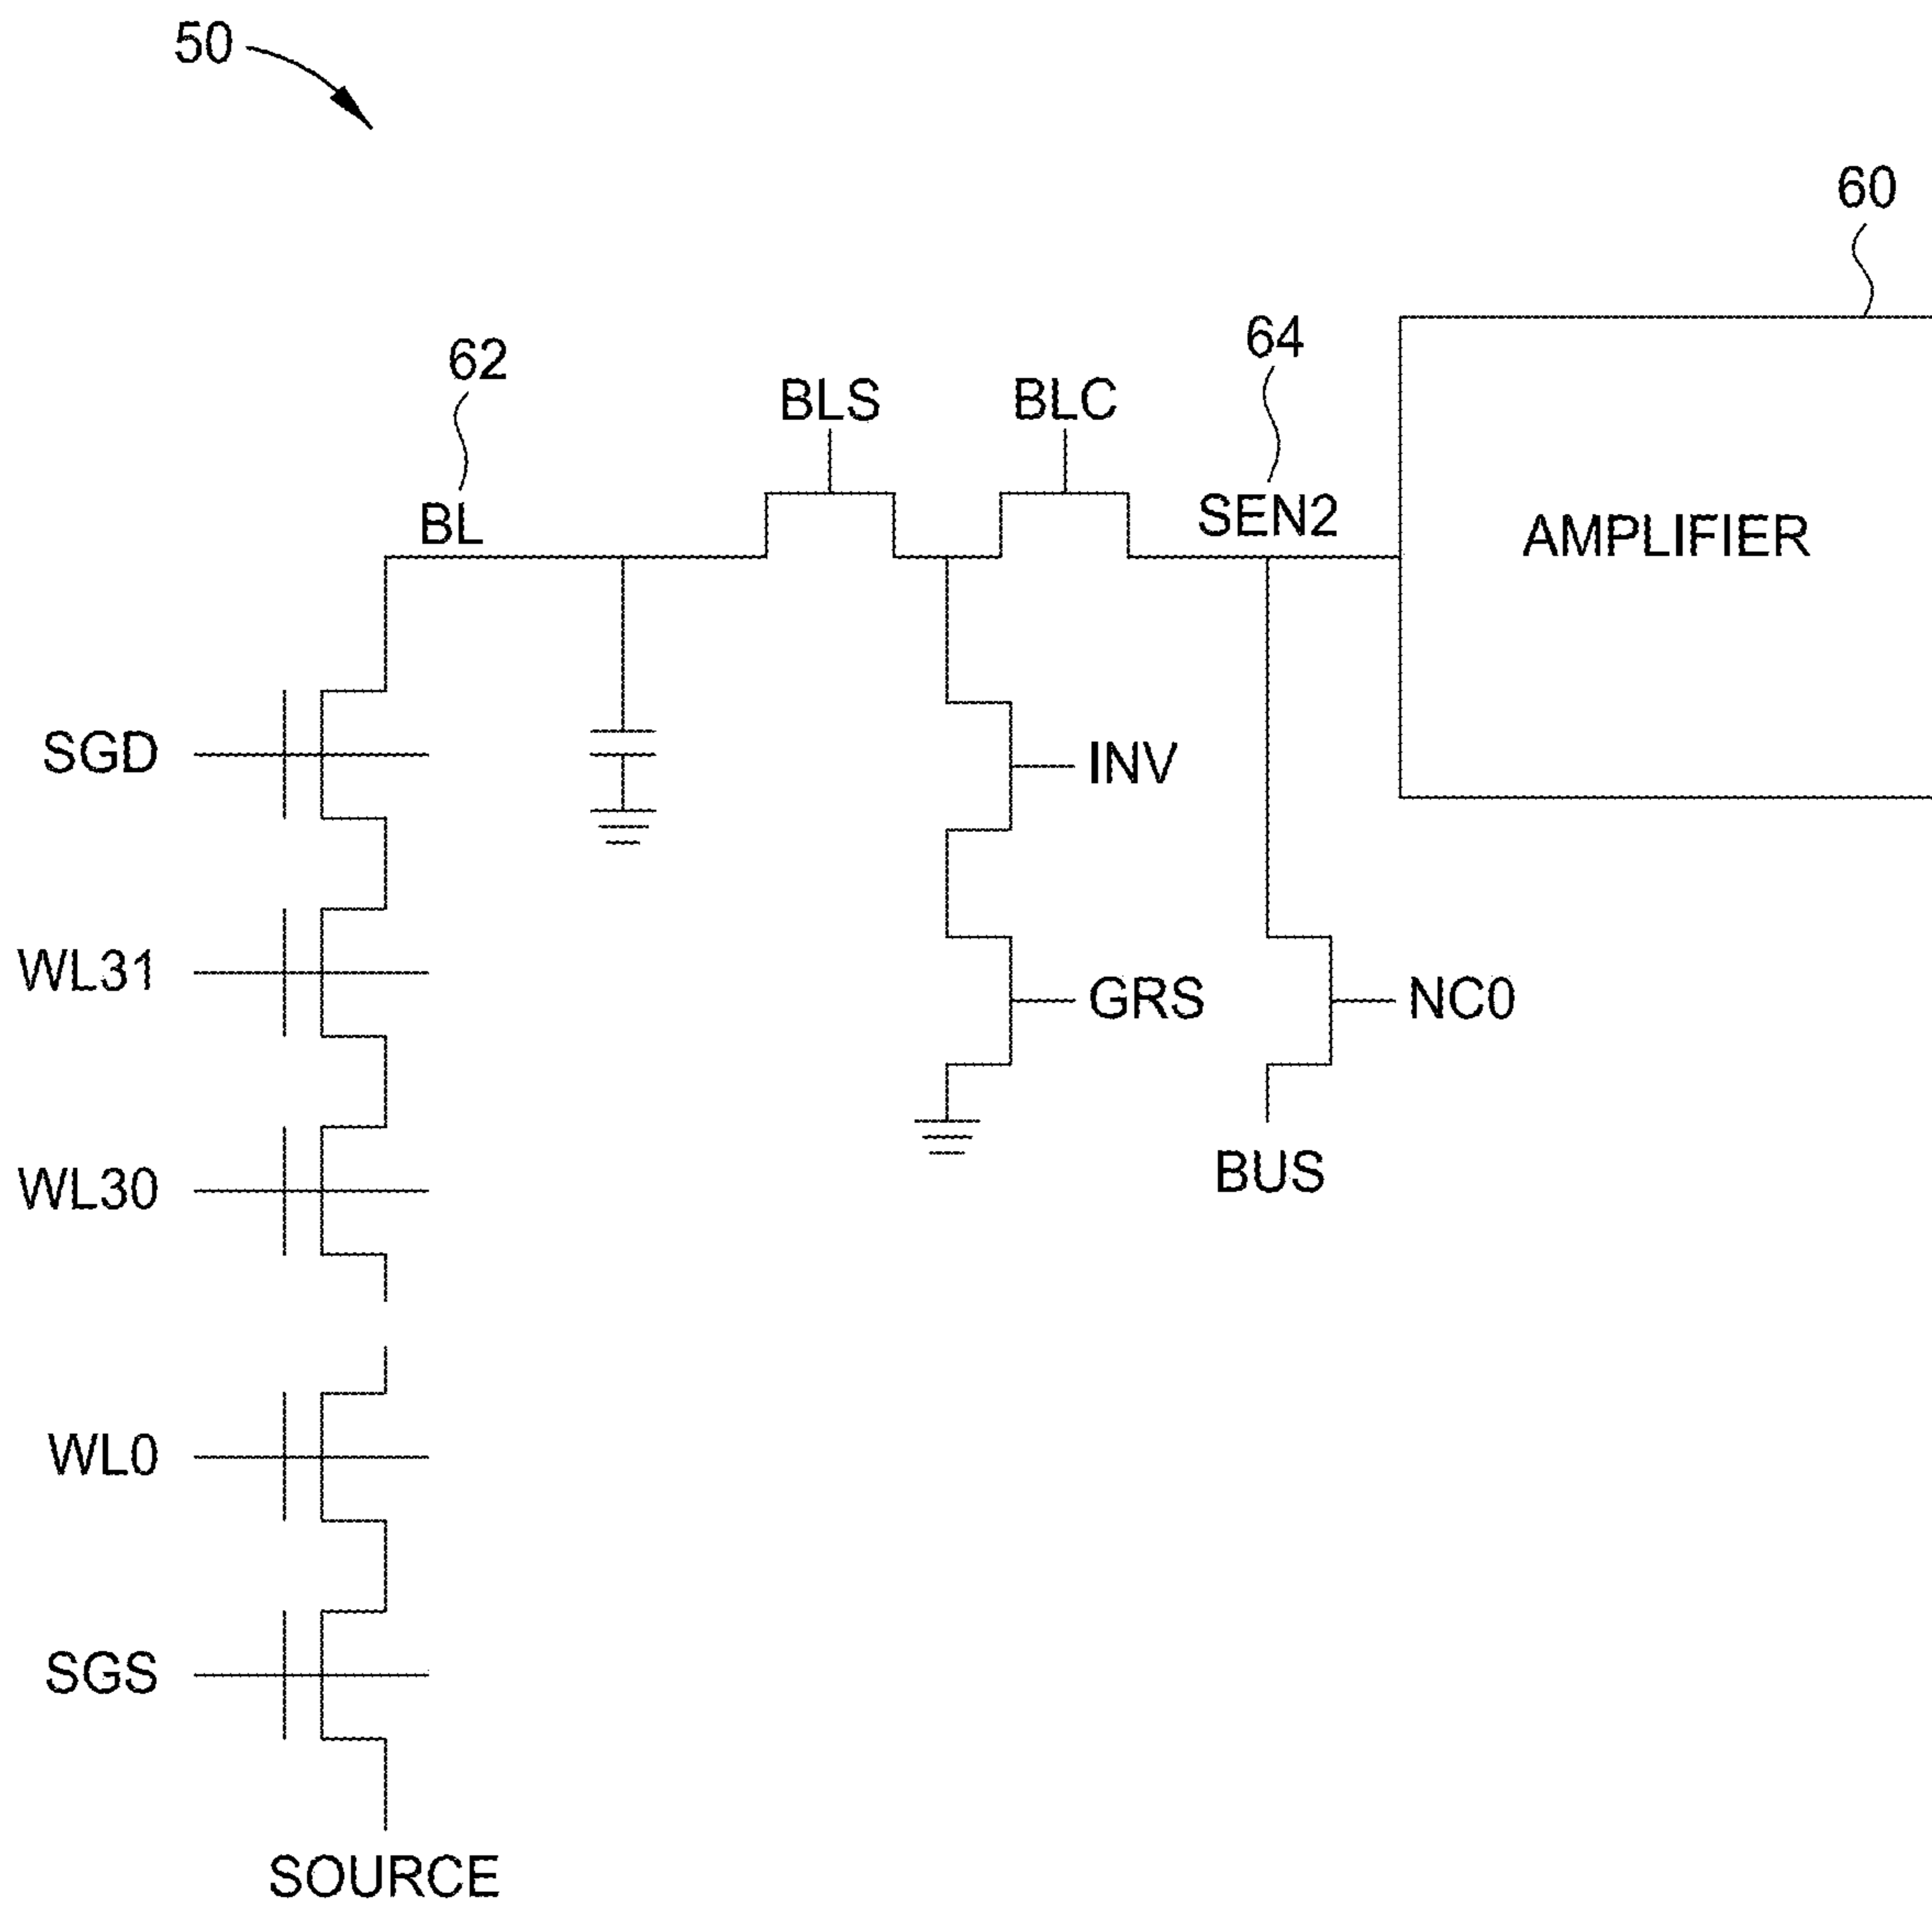 50
60
64
62
BLS
BLC
BL
SEN2
AMPLIFIER
SGD
INV
WL31
GRS
NC0
WL30
BUS
WL0
SGS
SOURCE